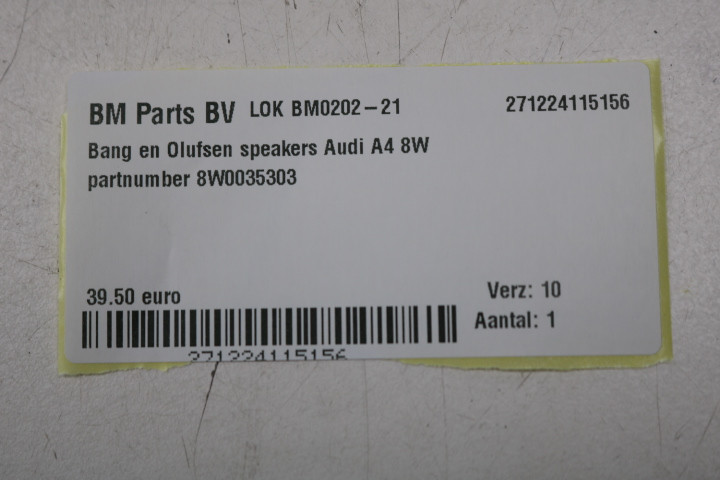 BM Parts BV LOK BM0202-21 271224115156
Bang en Olufsen speakers Audi A4 8W
partnumber 8W0035303
39.50 euro Verz: 10
Aantal: 1
271224115156